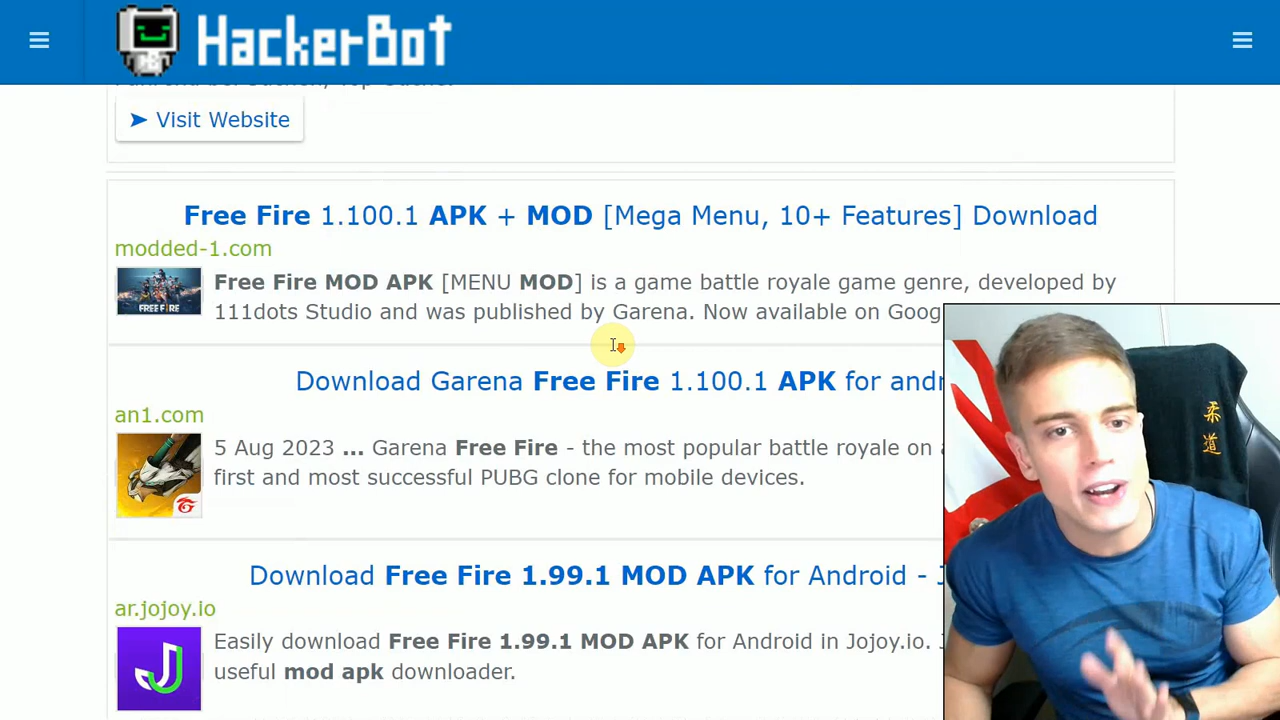 HackerBot
➤ Visit Website
Free Fire 1.100.1 APK + MOD [Mega Menu, 10+ Features] Download
modded-1.com
Free Fire MOD APK [MENU MOD] is a game battle royale game genre, developed by
111dots Studio and was published by Garena. Now available on Goog
FREE FIRE
Download Garena Free Fire 1.100.1 APK for andr
an1.com
5 Aug 2023 ... Garena Free Fire - the most popular battle royale on a
first and most successful PUBG clone for mobile devices.
Download Free Fire 1.99.1 MOD APK for Android - J
ar.jojoy.io
Easily download Free Fire 1.99.1 MOD APK for Android in Jojoy.io. J
useful mod apk downloader.
柔
道